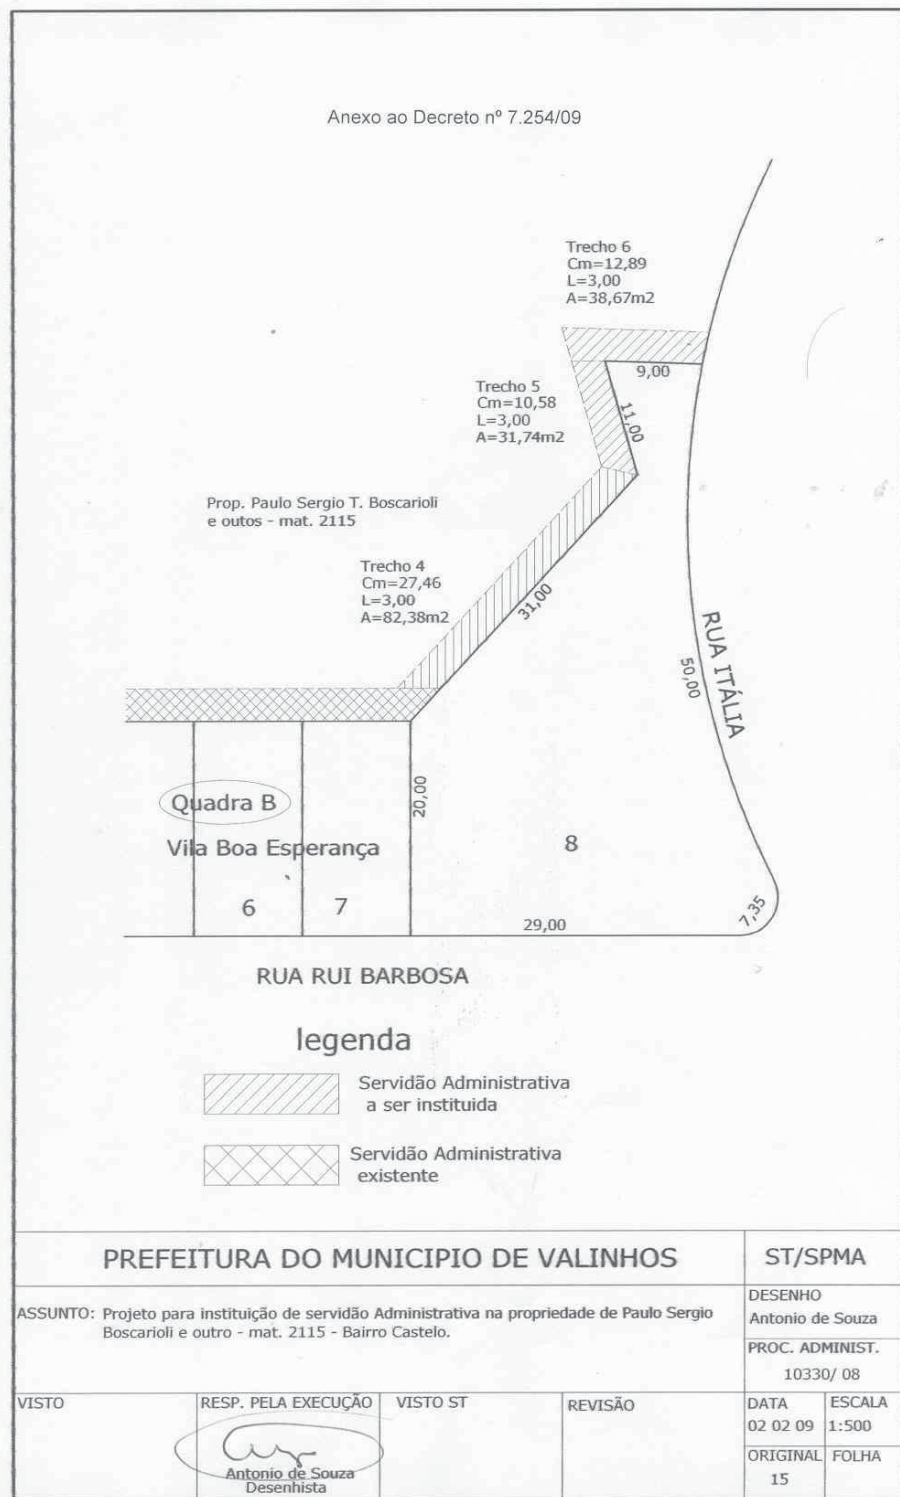 Anexo ao Decreto nº 7.254/09
Trecho 6
Cm=12,89
L=3,00
A=38,67m2
9,00
Trecho 5
Cm=10,58
L=3,00
A=31,74m2
11,00
Prop. Paulo Sergio T. Boscarioli
e outos - mat. 2115
Trecho 4
Cm=27,46
L=3,00
A=82,38m2
31,00
RUA ITÁLIA
50,00
20,00
Quadra B
Vila Boa Esperança
8
6
7
29,00
7,35
RUA RUI BARBOSA
legenda
Servidão Administrativa
a ser instituida
Servidão Administrativa
existente
PREFEITURA DO MUNICIPIO DE VALINHOS
ST/SPMA
ASSUNTO: Projeto para instituição de servidão Administrativa na propriedade de Paulo Sergio
Boscarioli e outro - mat. 2115 - Bairro Castelo.
DESENHO
Antonio de Souza
PROC. ADMINIST.
10330/ 08
VISTO
RESP. PELA EXECUÇÃO
Antonio de Souza
Desenhista
VISTO ST
REVISÃO
DATA
02 02 09
ESCALA
1:500
ORIGINAL
15
FOLHA